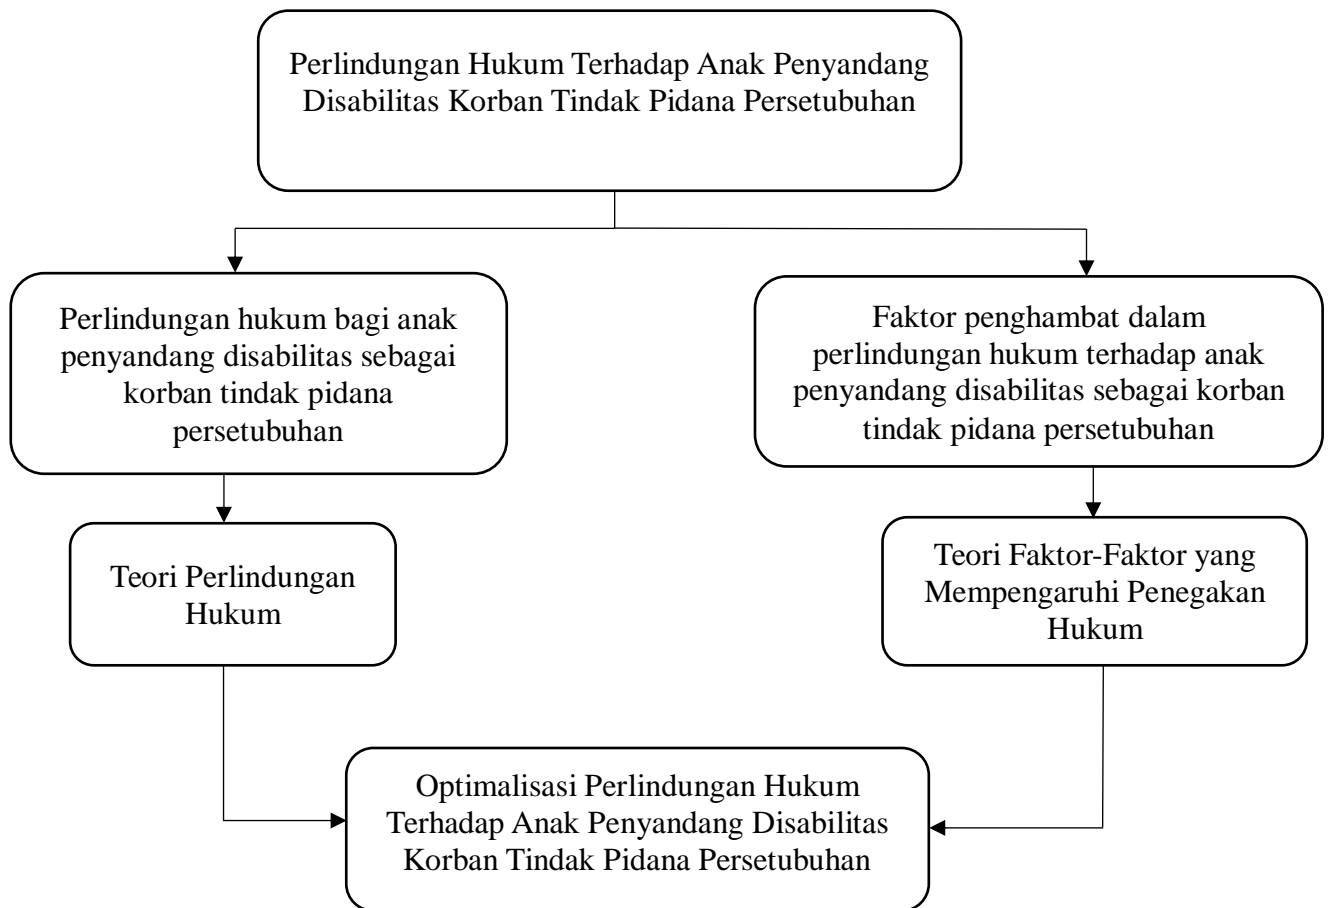 Perlindungan Hukum Terhadap Anak Penyandang
Disabilitas Korban Tindak Pidana Persetubuhan
Perlindungan hukum bagi anak
penyandang disabilitas sebagai
korban tindak pidana
persetubuhan
Faktor penghambat dalam
perlindungan hukum terhadap anak
penyandang disabilitas sebagai korban
tindak pidana persetubuhan
Teori Perlindungan
Hukum
Teori Faktor-Faktor yang
Mempengaruhi Penegakan
Hukum
Optimalisasi Perlindungan Hukum
Terhadap Anak Penyandang Disabilitas
Korban Tindak Pidana Persetubuhan